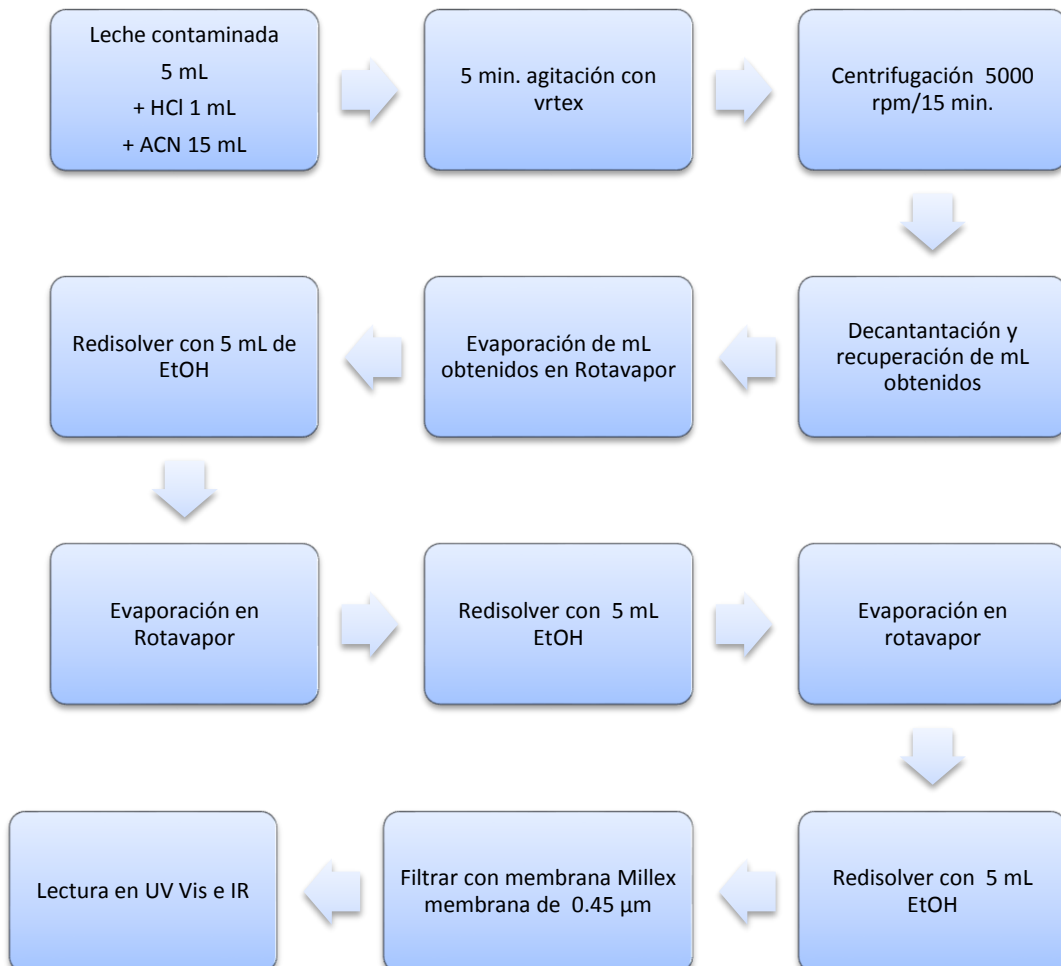 Leche contaminada
5 mL
+ HCl 1 mL
+ ACN 15 mL
5 min. agitación con
vrtex
Centrifugación  5000
rpm/15 min.
Decantantación y
recuperación de mL
obtenidos
Evaporación de mL
obtenidos en Rotavapor
Redisolver con 5 mL de
EtOH
Evaporación en
Rotavapor
Redisolver con  5 mL
EtOH
Evaporación en
rotavapor
Redisolver con  5 mL
EtOH
Filtrar con membrana Millex
membrana de  0.45 µm
Lectura en UV Vis e IR